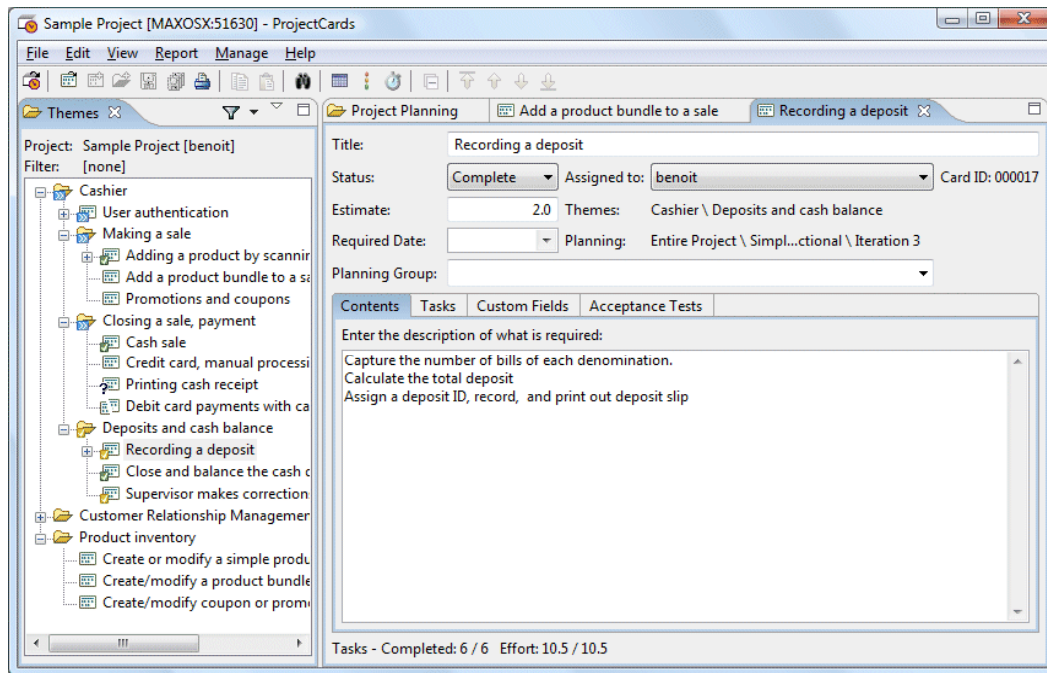 Sample Project [MAXOSX:51630] - ProjectCards
File Edit View Report Manage Help
Themes
Project: Sample Project [benoit]
Filter: [none]
Cashier
User authentication
Making a sale
Adding a product by scannin
Add a product bundle to a sa
Promotions and coupons
Closing a sale, payment
Cash sale
Credit card, manual processi
Printing cash receipt
Debit card payments with ca
Deposits and cash balance
Recording a deposit
Close and balance the cash d
Supervisor makes correction
Customer Relationship Managemen
Product inventory
Create or modify a simple produ
Create/modify a product bundle
Create/modify coupon or promo
Project Planning Add a product bundle to a sale Recording a deposit
Title: Recording a deposit
Status: Complete Assigned to: benoit Card ID: 000017
Estimate: 2.0 Themes: Cashier \ Deposits and cash balance
Required Date: Planning: Entire Project \ Simpl...ctional \ Iteration 3
Planning Group:
Contents Tasks Custom Fields Acceptance Tests
Enter the description of what is required:
Capture the number of bills of each denomination.
Calculate the total deposit
Assign a deposit ID, record, and print out deposit slip
Tasks - Completed: 6 / 6 Effort: 10.5 / 10.5